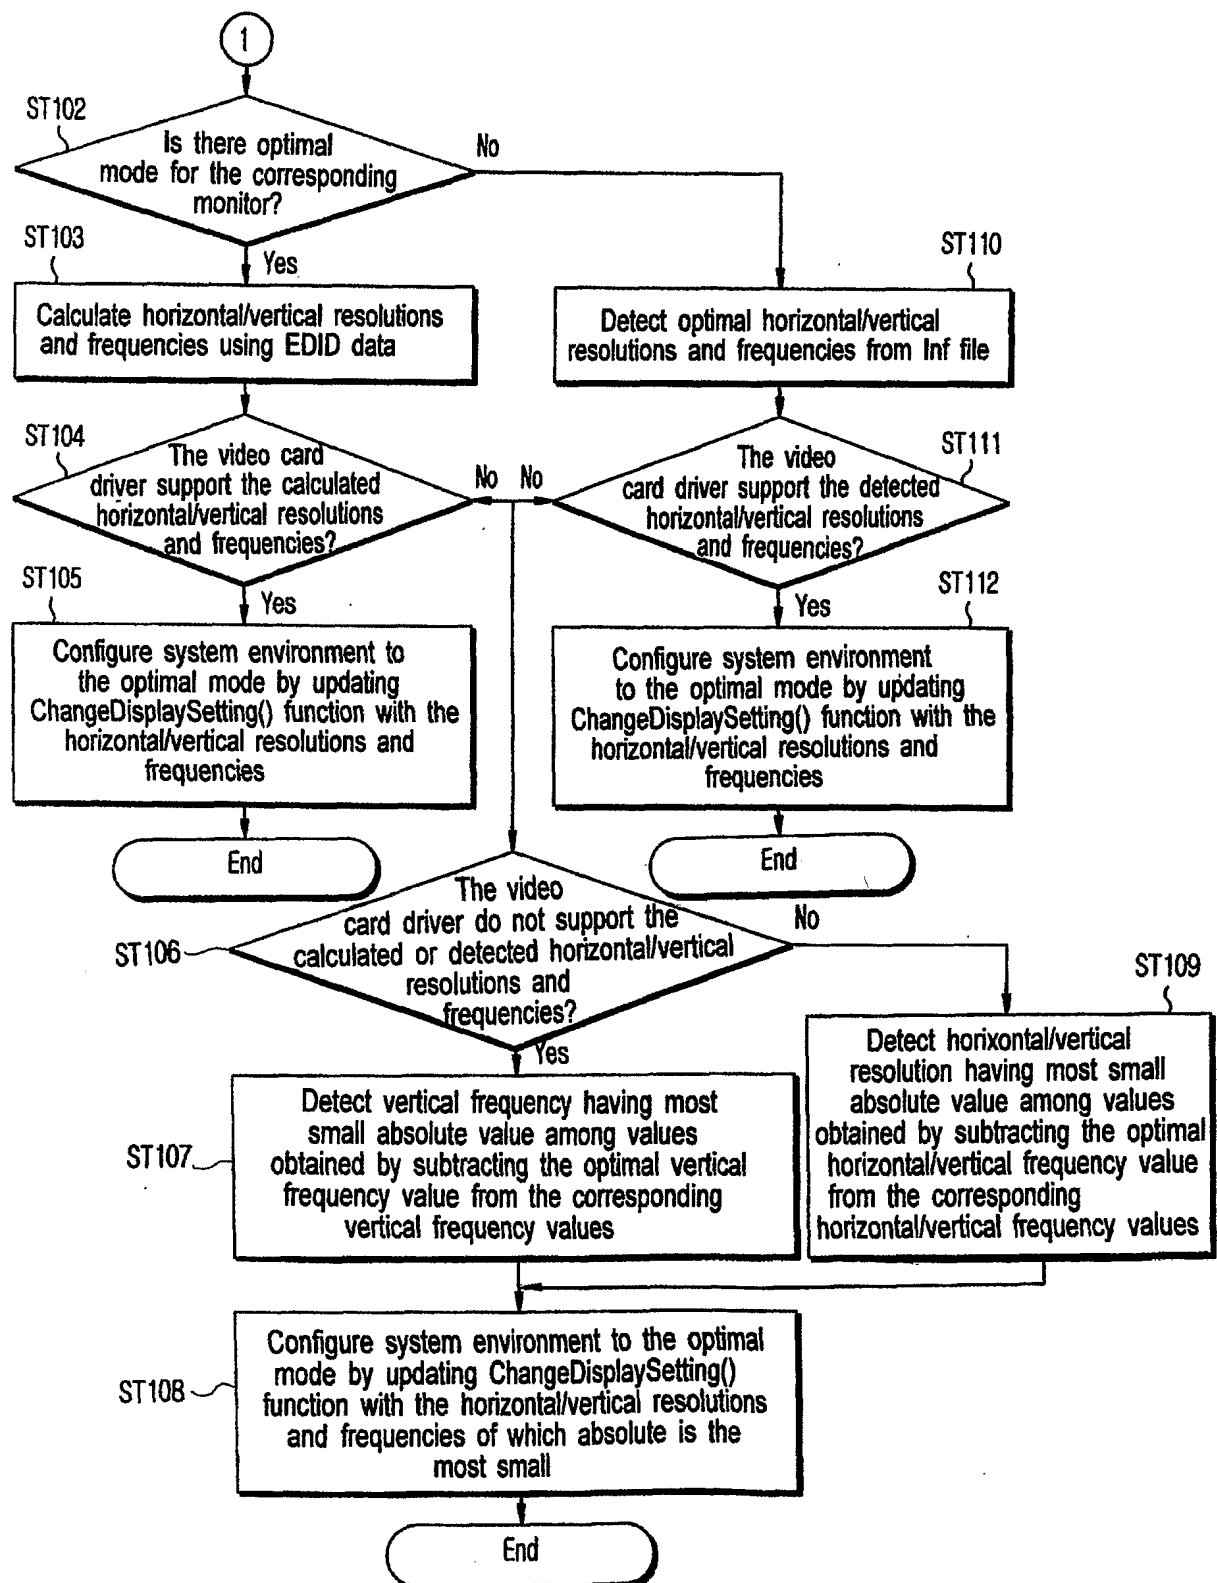 1
ST102
Is there optimal
mode for the corresponding
monitor?
No
Yes
ST103
Calculate horizontal/vertical resolutions
and frequencies using EDID data
ST110
Detect optimal horizontal/vertical
resolutions and frequencies from Inf file
ST104
The video card
driver support the calculated
horizontal/vertical resolutions
and frequencies?
No
No
ST111
The video
card driver support the detected
horizontal/vertical resolutions
and frequencies?
ST105
Yes
Configure system environment to
the optimal mode by updating
ChangeDisplaySetting() function with the
horizontal/vertical resolutions and
frequencies
End
ST112
Yes
Configure system environment
to the optimal mode by updating
ChangeDisplaySetting() function with the
horizontal/vertical resolutions and
frequencies
End
ST106
The video
card driver do not support the
calculated or detected horizontal/vertical
resolutions and
frequencies?
No
Yes
ST107
Detect vertical frequency having most
small absolute value among values
obtained by subtracting the optimal vertical
frequency value from the corresponding
vertical frequency values
ST109
Detect horixontal/vertical
resolution having most small
absolute value among values
obtained by subtracting the optimal
horizontal/vertical frequency value
from the corresponding
horizontal/vertical frequency values
ST108
Configure system environment to the optimal
mode by updating ChangeDisplaySetting()
function with the horizontal/vertical resolutions
and frequencies of which absolute is the
most small
End